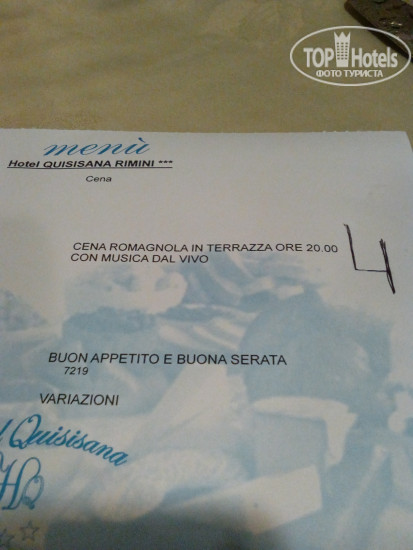 TOP Hotels
ФОТО ТУРИСТА
menù
Hotel QUISISANA RIMINI ***
Cena
CENA ROMAGNOLA IN TERRAZZA ORE 20.00
CON MUSICA DAL VIVO
4
BUON APPETITO E BUONA SERATA
7219
VARIAZIONI
l Quisisana
HQ